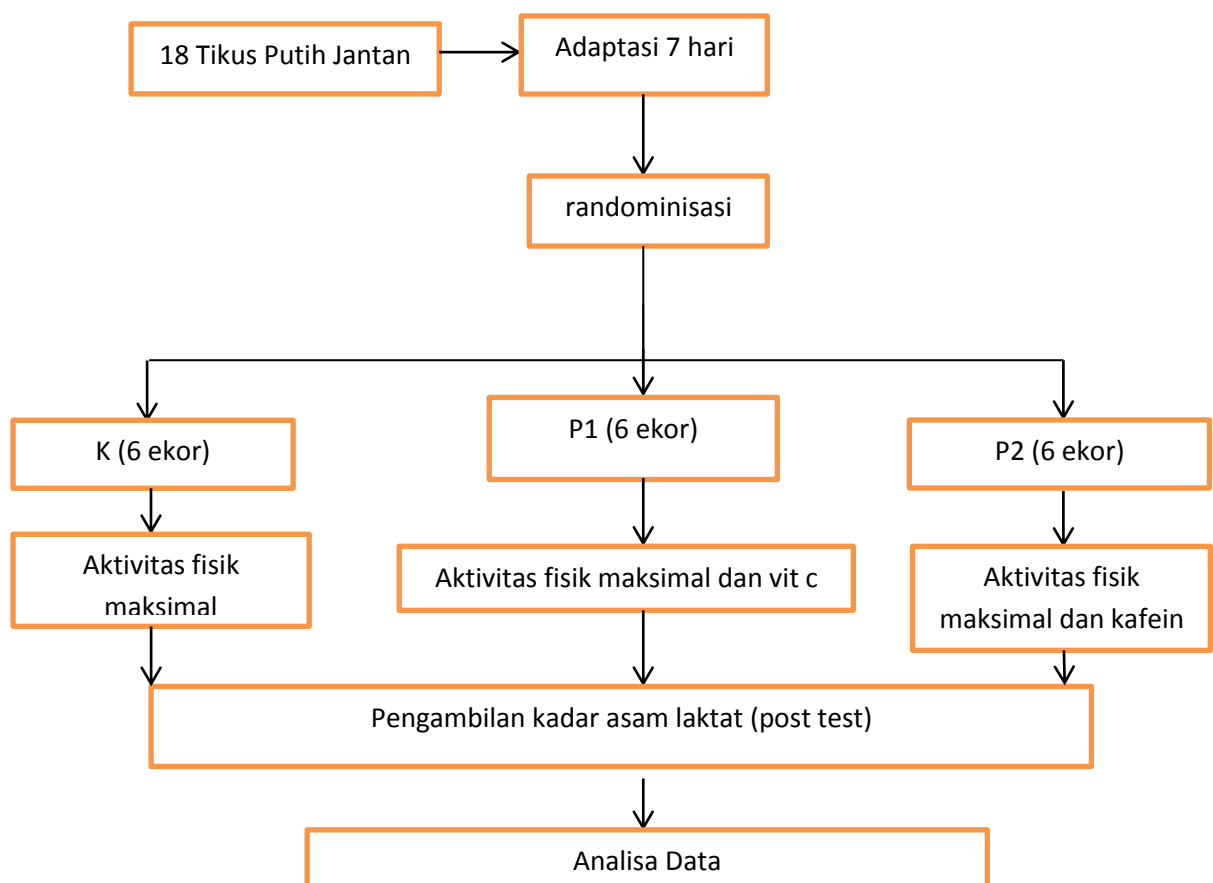 18 Tikus Putih Jantan
Adaptasi 7 hari
randominisasi
K (6 ekor)
P1 (6 ekor)
P2 (6 ekor)
Aktivitas fisik
maksimal
Aktivitas fisik maksimal dan vit c
Aktivitas fisik
maksimal dan kafein
Pengambilan kadar asam laktat (post test)
Analisa Data